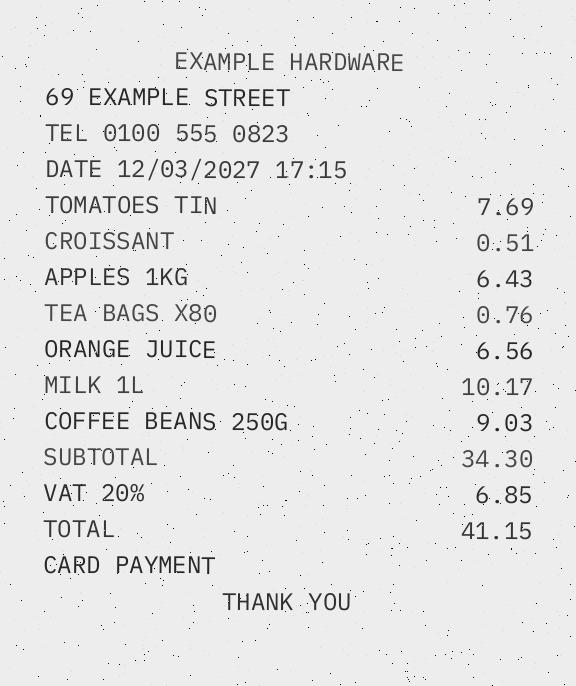 EXAMPLE HARDWARE
69 EXAMPLE STREET
TEL 0100 555 0823
DATE 12/03/2027 17:15
TOMATOES TIN 7.69
CROISSANT 0.51
APPLES 1KG 6.43
TEA BAGS X80 0.76
ORANGE JUICE 6.56
MILK 1L 10.17
COFFEE BEANS 250G 9.03
SUBTOTAL 34.30
VAT 20% 6.85
TOTAL 41.15
CARD PAYMENT
THANK YOU